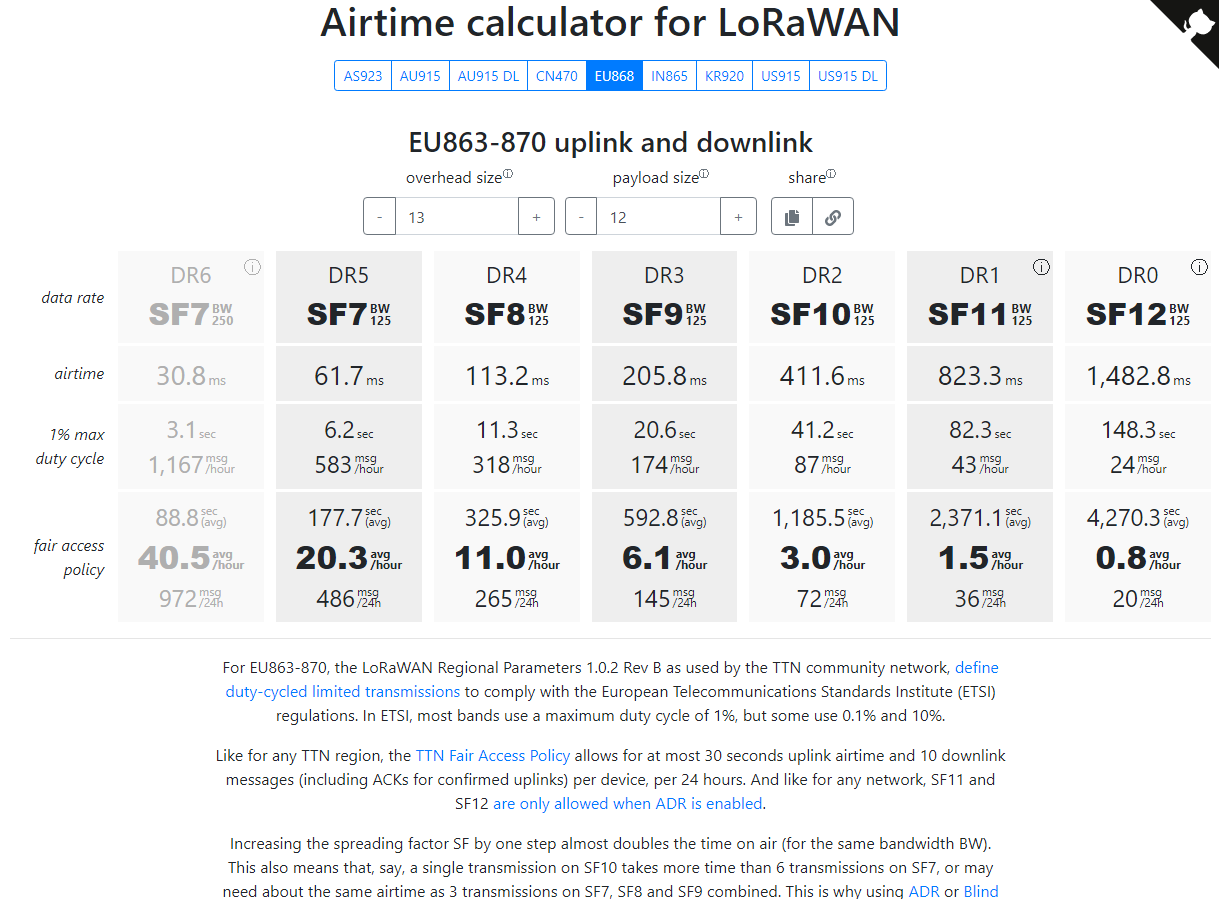 Airtime calculator for LoRaWAN
AS923 AU915 AU915 DL CN470 EU868 IN865 KR920 US915 US915 DL
EU863-870 uplink and downlink
overhead sizeⓘ payload sizeⓘ shareⓘ
- 13 + - 12 +
data rate
DR6 ⓘ DR5 DR4 DR3 DR2 DR1 ⓘ DR0 ⓘ
SF7 BW 250 SF7 BW 125 SF8 BW 125 SF9 BW 125 SF10 BW 125 SF11 BW 125 SF12 BW 125
airtime 30.8 ms 61.7 ms 113.2 ms 205.8 ms 411.6 ms 823.3 ms 1,482.8 ms
1% max duty cycle
3.1 sec 6.2 sec 11.3 sec 20.6 sec 41.2 sec 82.3 sec 148.3 sec
1,167 msg /hour 583 msg /hour 318 msg /hour 174 msg /hour 87 msg /hour 43 msg /hour 24 msg /hour
fair access policy
88.8 sec (avg) 177.7 sec (avg) 325.9 sec (avg) 592.8 sec (avg) 1,185.5 sec (avg) 2,371.1 sec (avg) 4,270.3 sec (avg)
40.5 avg /hour 20.3 avg /hour 11.0 avg /hour 6.1 avg /hour 3.0 avg /hour 1.5 avg /hour 0.8 avg /hour
972 msg /24h 486 msg /24h 265 msg /24h 145 msg /24h 72 msg /24h 36 msg /24h 20 msg /24h
For EU863-870, the LoRaWAN Regional Parameters 1.0.2 Rev B as used by the TTN community network, define
duty-cycled limited transmissions to comply with the European Telecommunications Standards Institute (ETSI)
regulations. In ETSI, most bands use a maximum duty cycle of 1%, but some use 0.1% and 10%.
Like for any TTN region, the TTN Fair Access Policy allows for at most 30 seconds uplink airtime and 10 downlink
messages (including ACKs for confirmed uplinks) per device, per 24 hours. And like for any network, SF11 and
SF12 are only allowed when ADR is enabled.
Increasing the spreading factor SF by one step almost doubles the time on air (for the same bandwidth BW).
This also means that, say, a single transmission on SF10 takes more time than 6 transmissions on SF7, or may
need about the same airtime as 3 transmissions on SF7, SF8 and SF9 combined. This is why using ADR or Blind